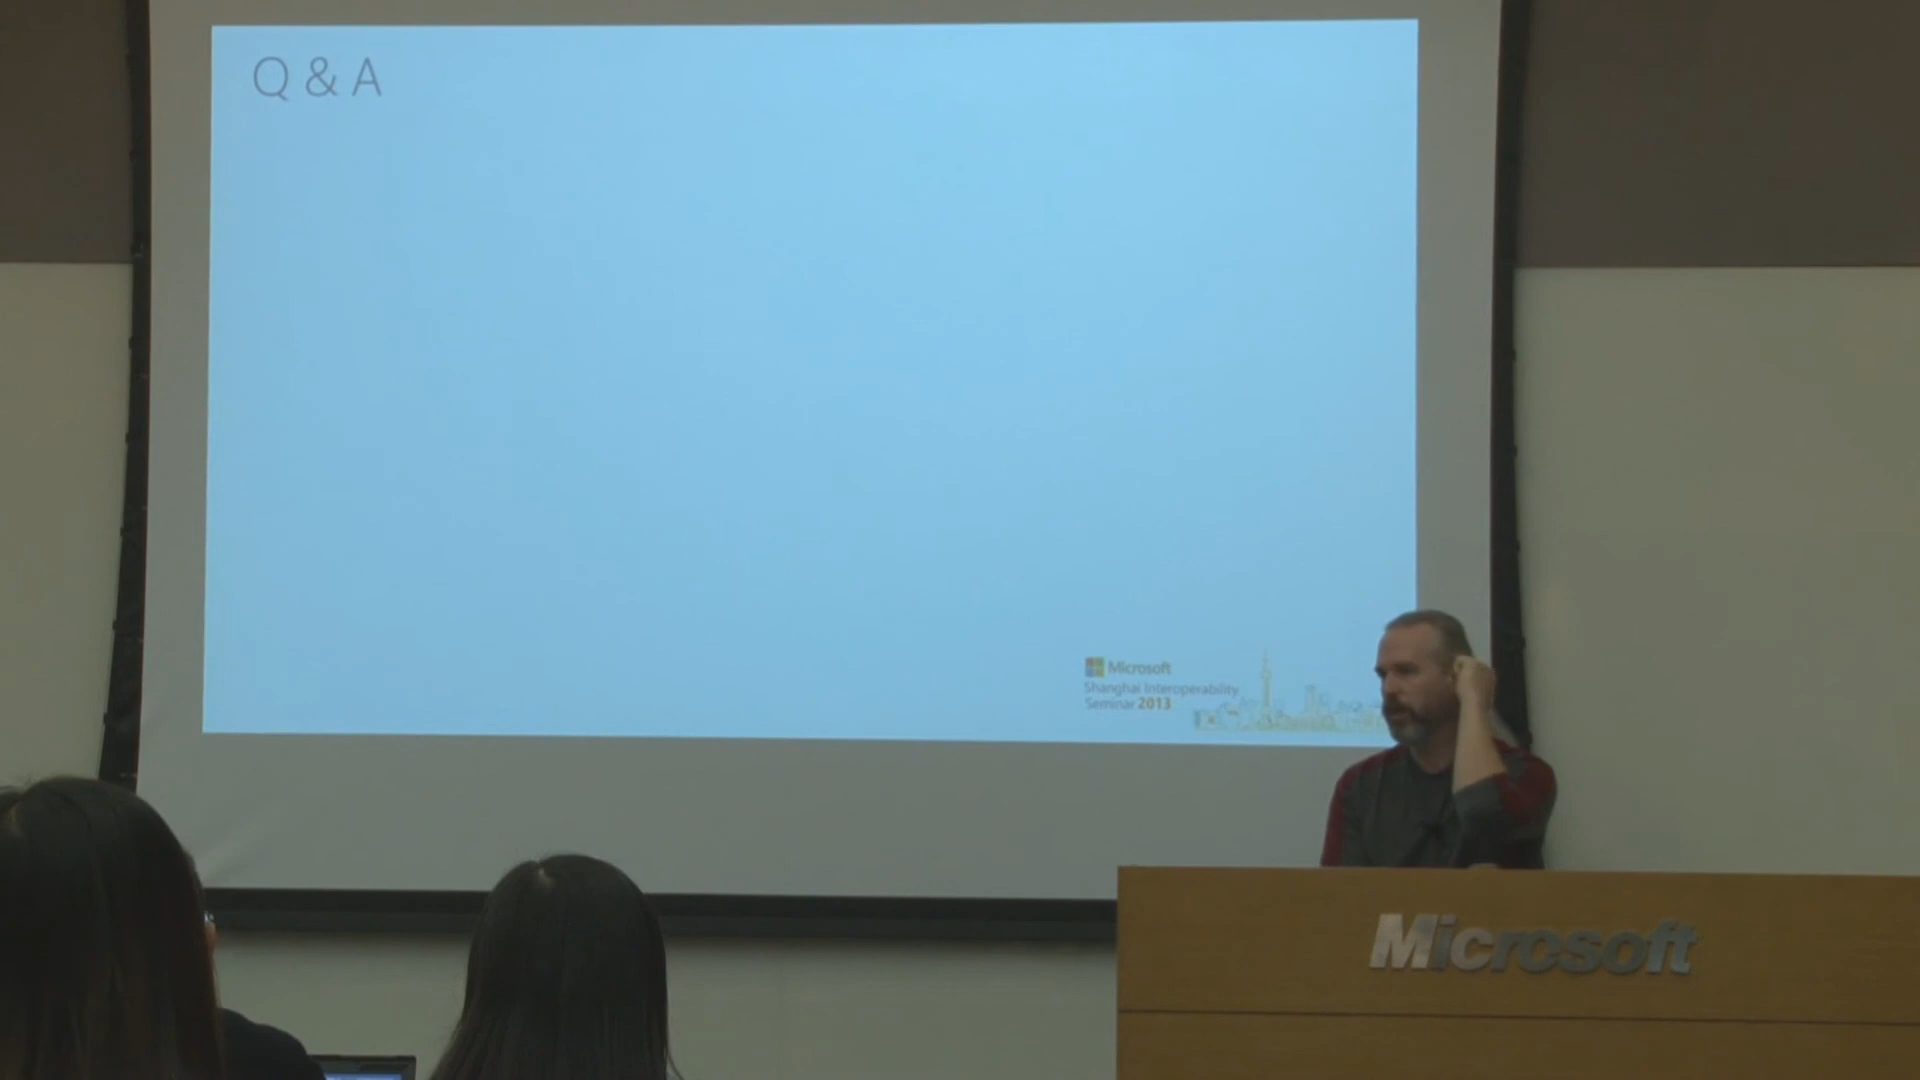 Q & A
Microsoft
Shanghai Interoperability
Seminar 2013
Microsoft